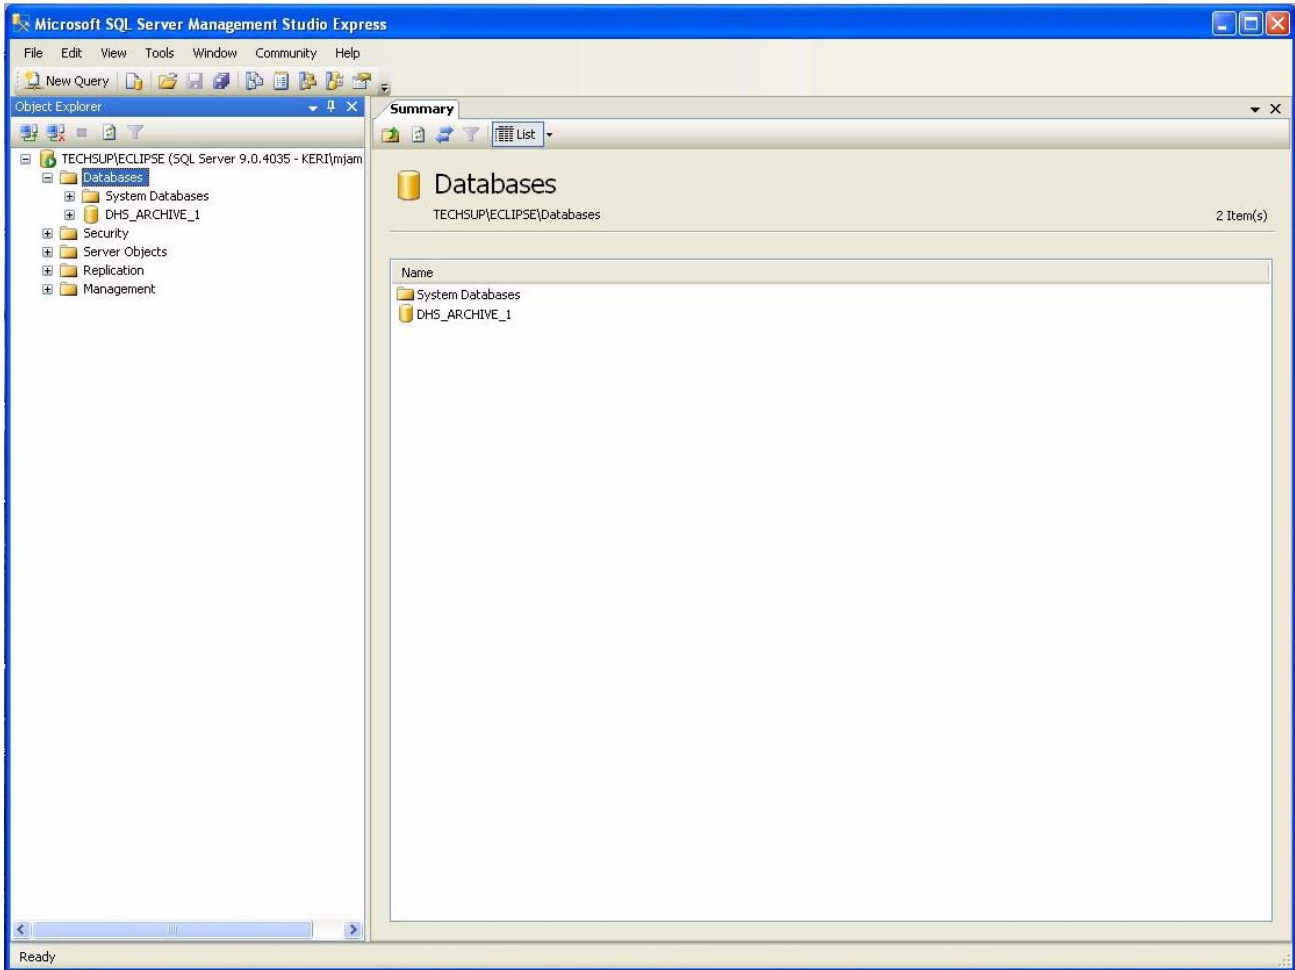 Microsoft SQL Server Management Studio Express
File Edit View Tools Window Community Help
New Query
Object Explorer
Summary
List
TECHSUP\ECLIPSE (SQL Server 9.0.4035 - KERI\mjam
Databases
System Databases
DHS_ARCHIVE_1
Security
Server Objects
Replication
Management
Databases
TECHSUP\ECLIPSE\Databases
2 Item(s)
Name
System Databases
DHS_ARCHIVE_1
Ready